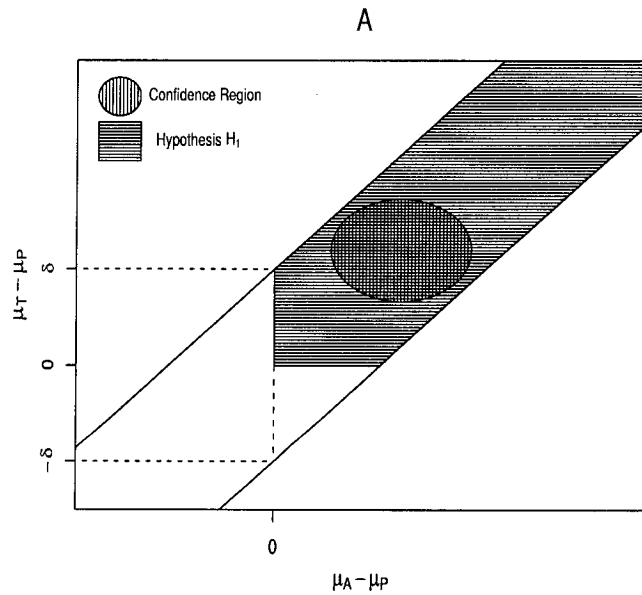 A
Confidence Region
Hypothesis H₁
δ
0
-δ
μT-μP
0
μA-μP